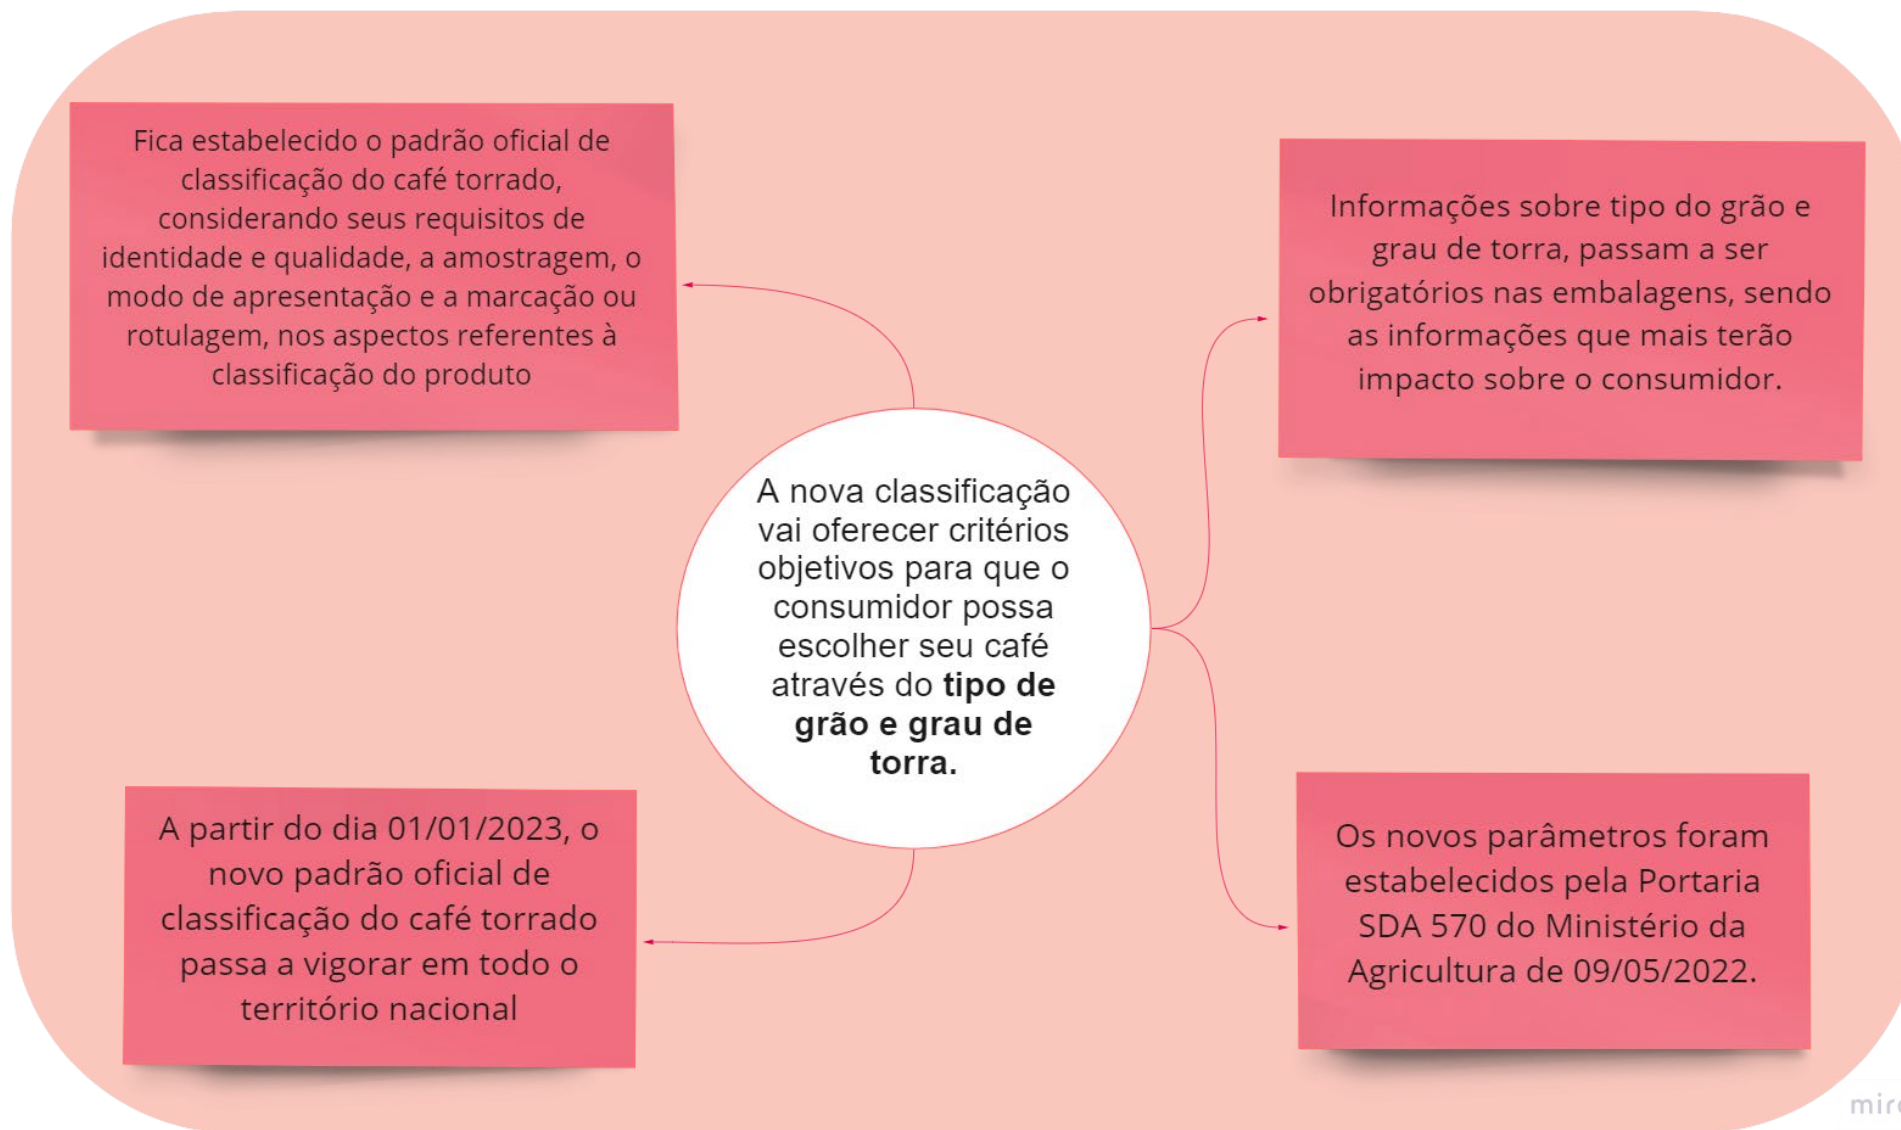 Fica estabelecido o padrão oficial de
classificação do café torrado,
considerando seus requisitos de
identidade e qualidade, a amostragem, o
modo de apresentação e a marcação ou
rotulagem, nos aspectos referentes à
classificação do produto
Informações sobre tipo do grão e
grau de torra, passam a ser
obrigatórios nas embalagens, sendo
as informações que mais terão
impacto sobre o consumidor.
A nova classificação
vai oferecer critérios
objetivos para que o
consumidor possa
escolher seu café
através do tipo de
grão e grau de
torra.
A partir do dia 01/01/2023, o
novo padrão oficial de
classificação do café torrado
passa a vigorar em todo o
território nacional
Os novos parâmetros foram
estabelecidos pela Portaria
SDA 570 do Ministério da
Agricultura de 09/05/2022.